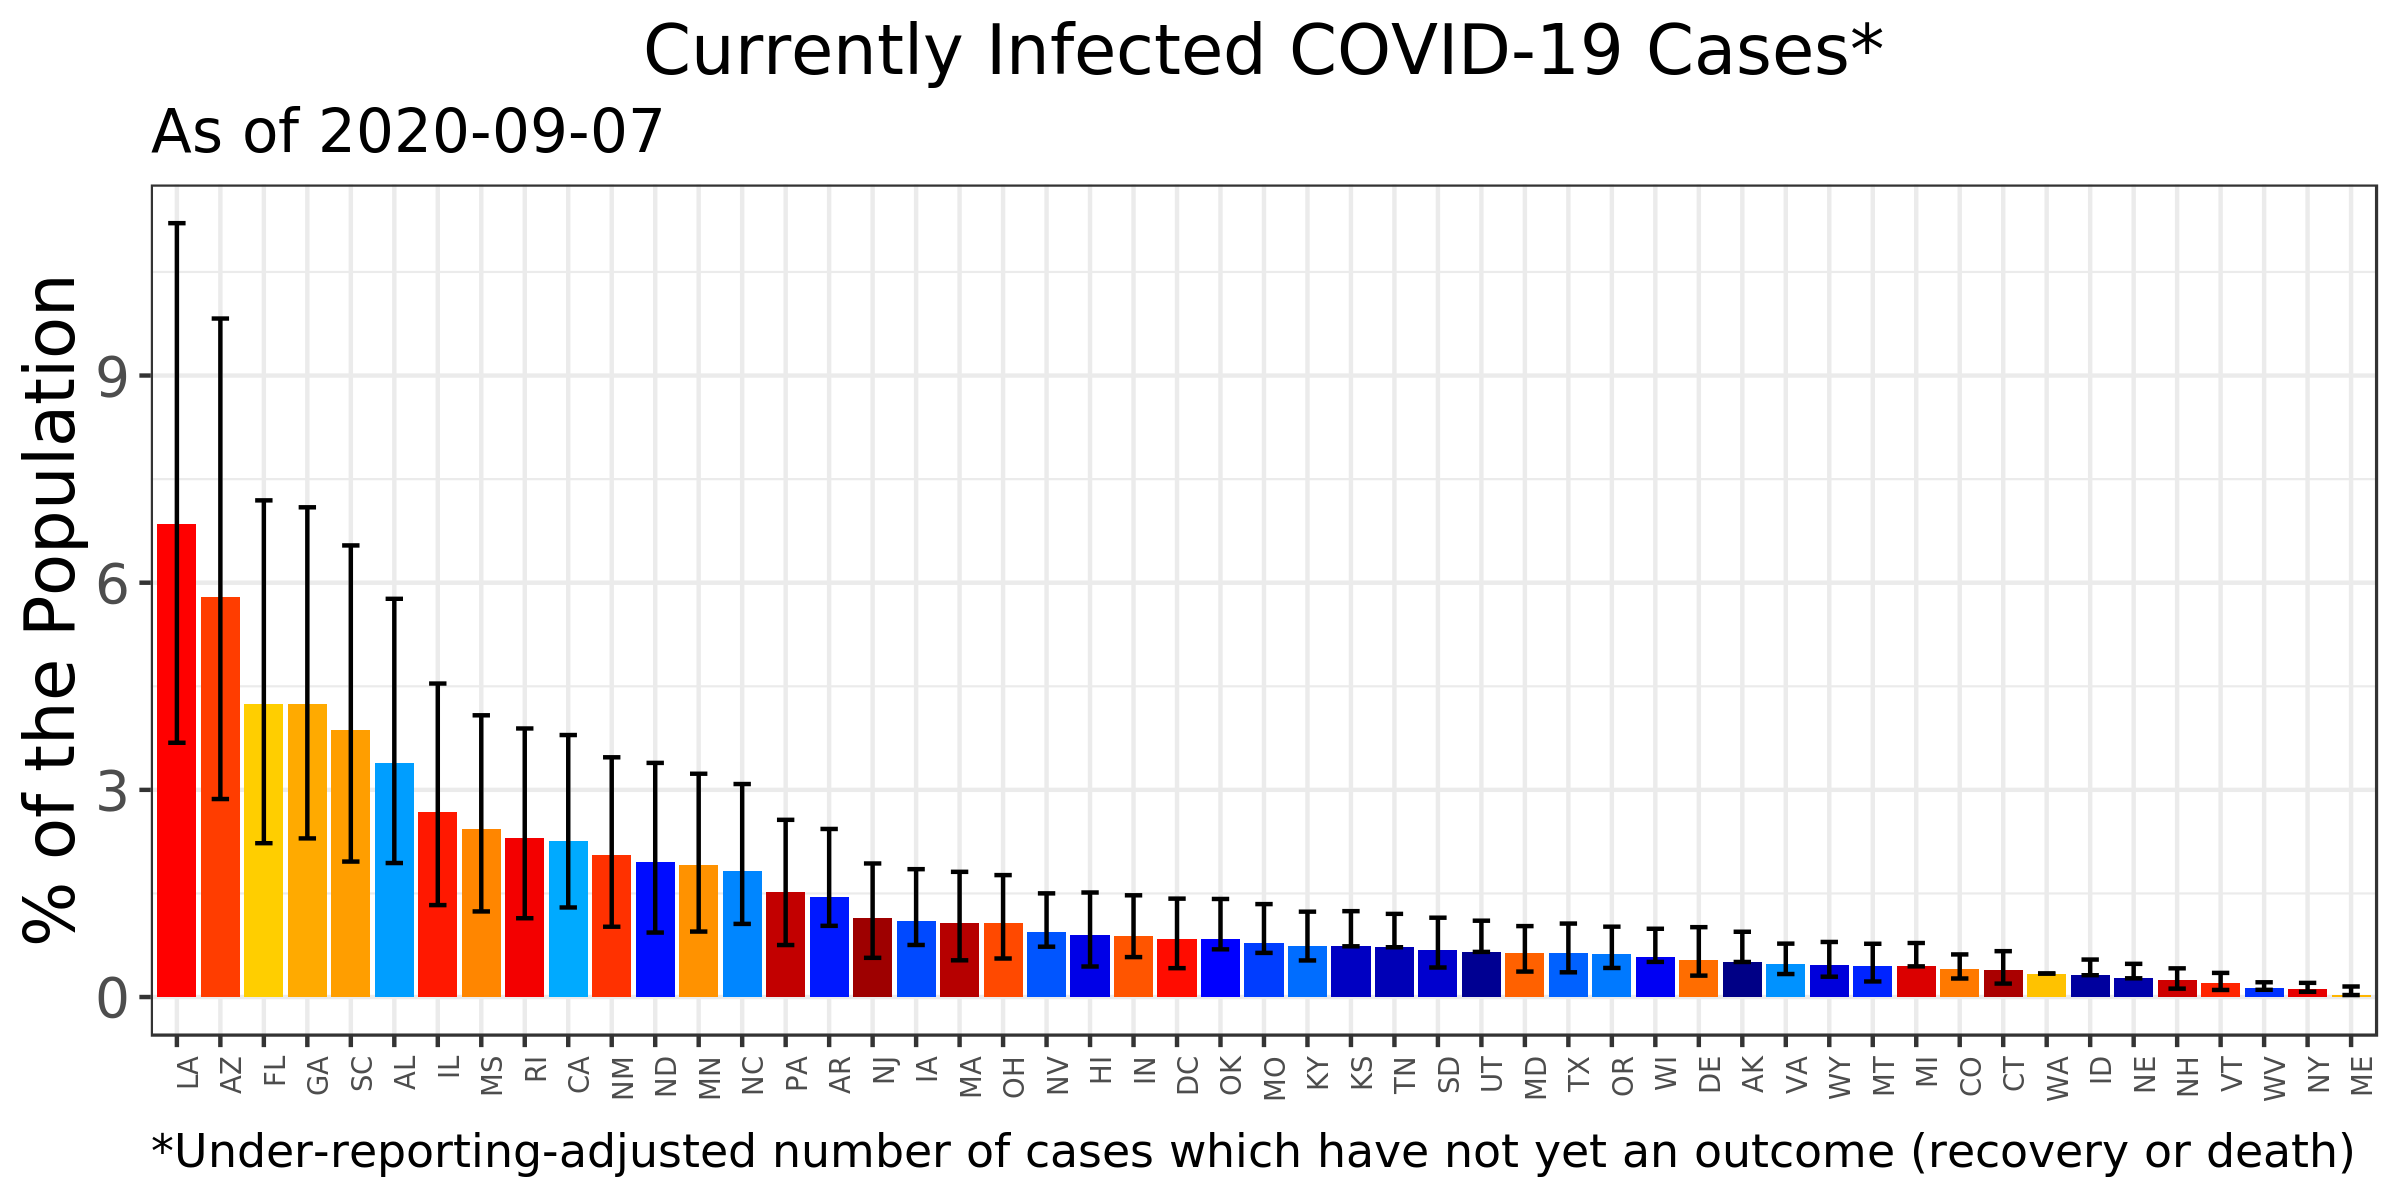 Currently Infected COVID-19 Cases*
As of 2020-09-07
% of the Population
9
6
3
0
LA AZ FL GA SC AL IL MS RI CA NM ND MN NC PA AR NJ IA MA OH NV HI IN DC OK MO KY KS TN SD UT MD TX OR WI DE AK VA WY MT MI CO CT WA ID NE NH VT WV NY ME
*Under-reporting-adjusted number of cases which have not yet an outcome (recovery or death)